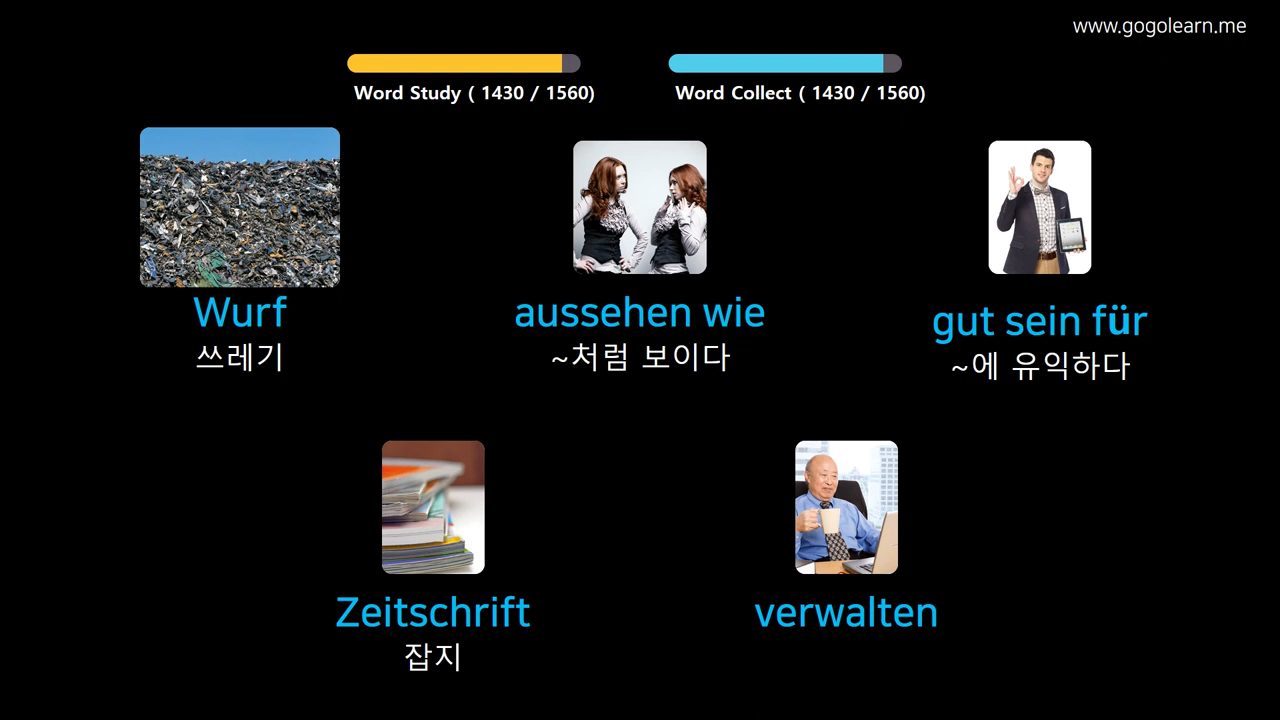 www.gogolearn.me
Word Study ( 1430 / 1560)
Word Collect ( 1430 / 1560)
Wurf
쓰레기
aussehen wie
~처럼 보이다
gut sein für
~에 유익하다
Zeitschrift
잡지
verwalten